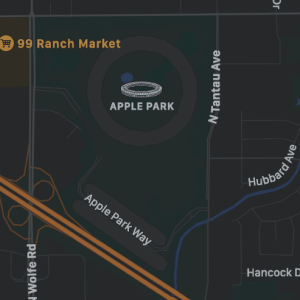 99 Ranch Market
APPLE PARK
N Tantau Ave
Hubbard Ave
Apple Park Way
N Wolfe Rd
Hancock D